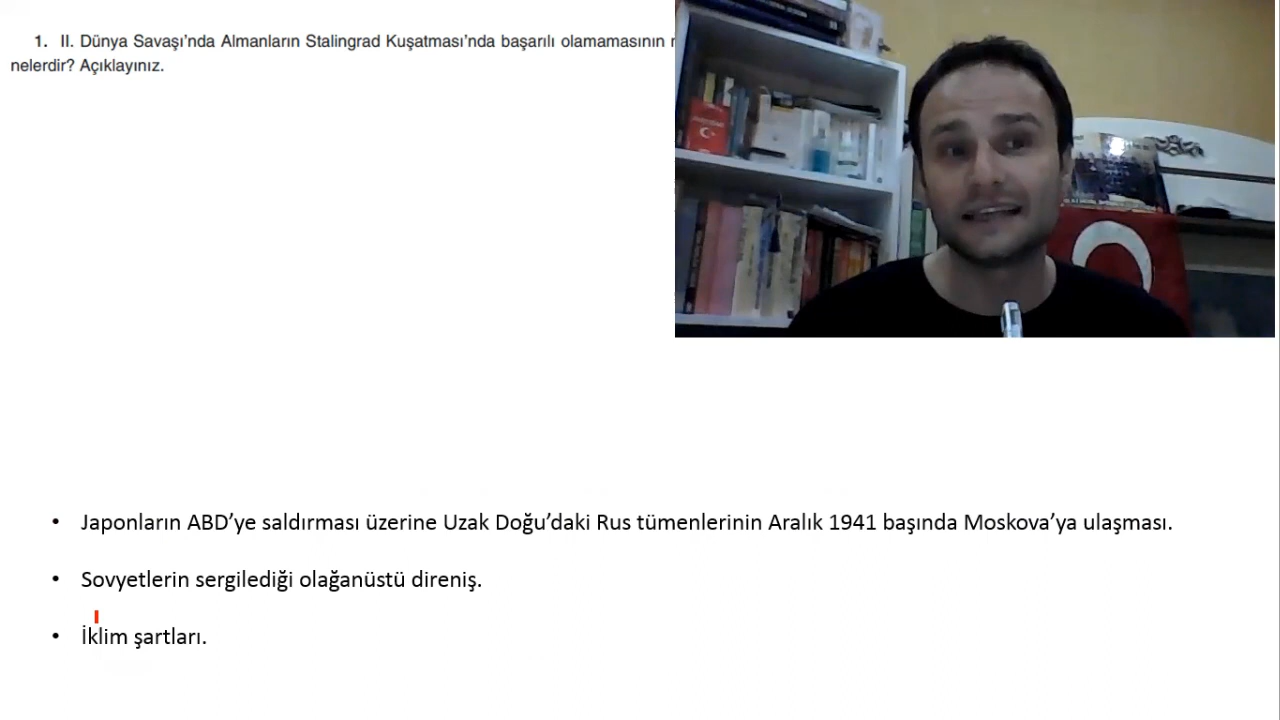 1. II. Dünya Savaşı’nda Almanların Stalingrad Kuşatması’nda başarılı olamamasının
nelerdir? Açıklayınız.
• Japonların ABD’ye saldırması üzerine Uzak Doğu’daki Rus tümenlerinin Aralık 1941 başında Moskova’ya ulaşması.
• Sovyetlerin sergilediği olağanüstü direniş.
• İklim şartları.